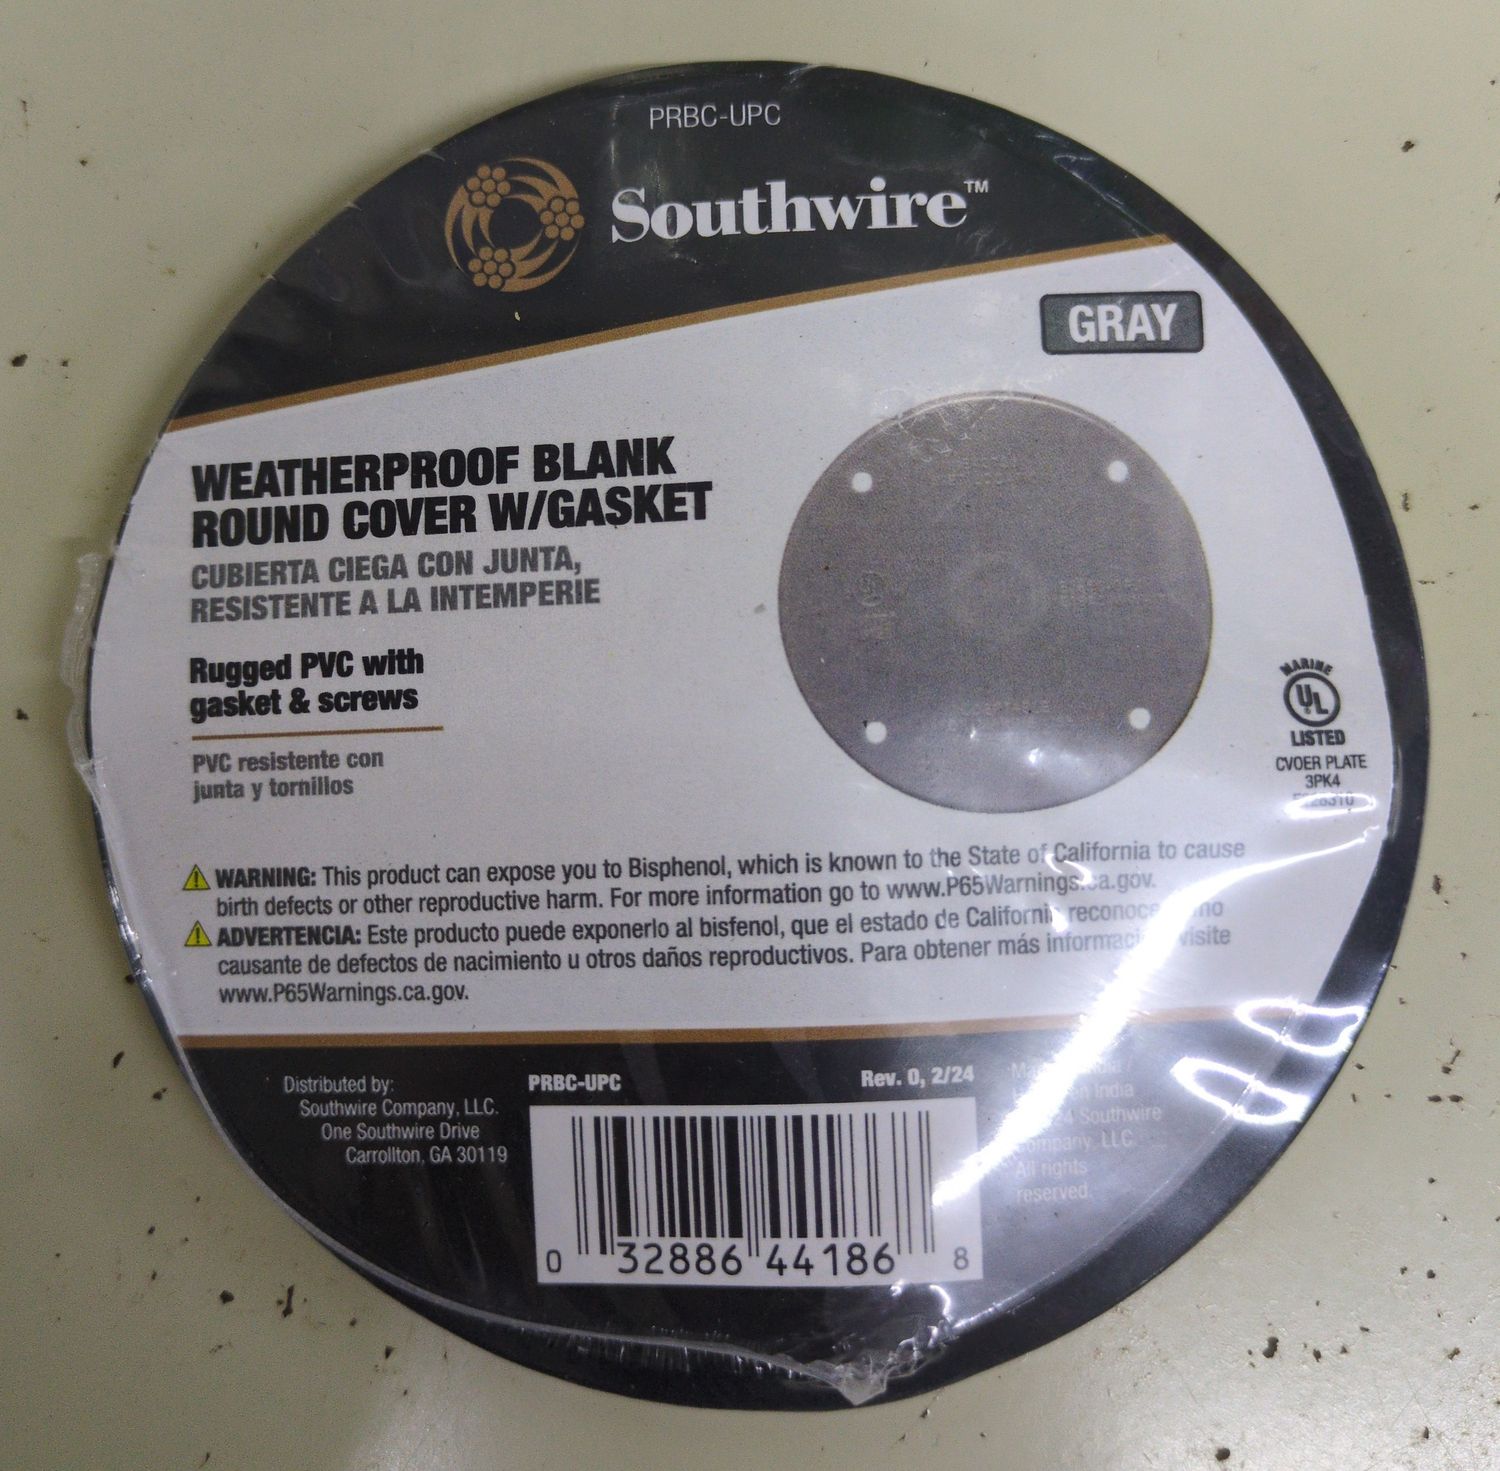 PRBC-UPC
Southwire™
GRAY
WEATHERPROOF BLANK
ROUND COVER W/GASKET
CUBIERTA CIEGA CON JUNTA,
RESISTENTE A LA INTEMPERIE
Rugged PVC with
gasket & screws
PVC resistente con
junta y tornillos
MARINE
UL
LISTED
CVOER PLATE
3PK4
WARNING: This product can expose you to Bisphenol, which is known to the State of California to cause
birth defects or other reproductive harm. For more information go to www.P65Warnings.ca.gov.
ADVERTENCIA: Este producto puede exponerlo al bisfenol, que el estado de California reconoce
causante de defectos de nacimiento u otros daños reproductivos. Para obtener más visite
www.P65Warnings.ca.gov.
Distributed by:
Southwire Company, LLC.
One Southwire Drive
Carrollton, GA 30119
PRBC-UPC
Rev. 0, 2/24
0 32886 44186 8
India
Southwire
Company, LLC
All rights
reserved.